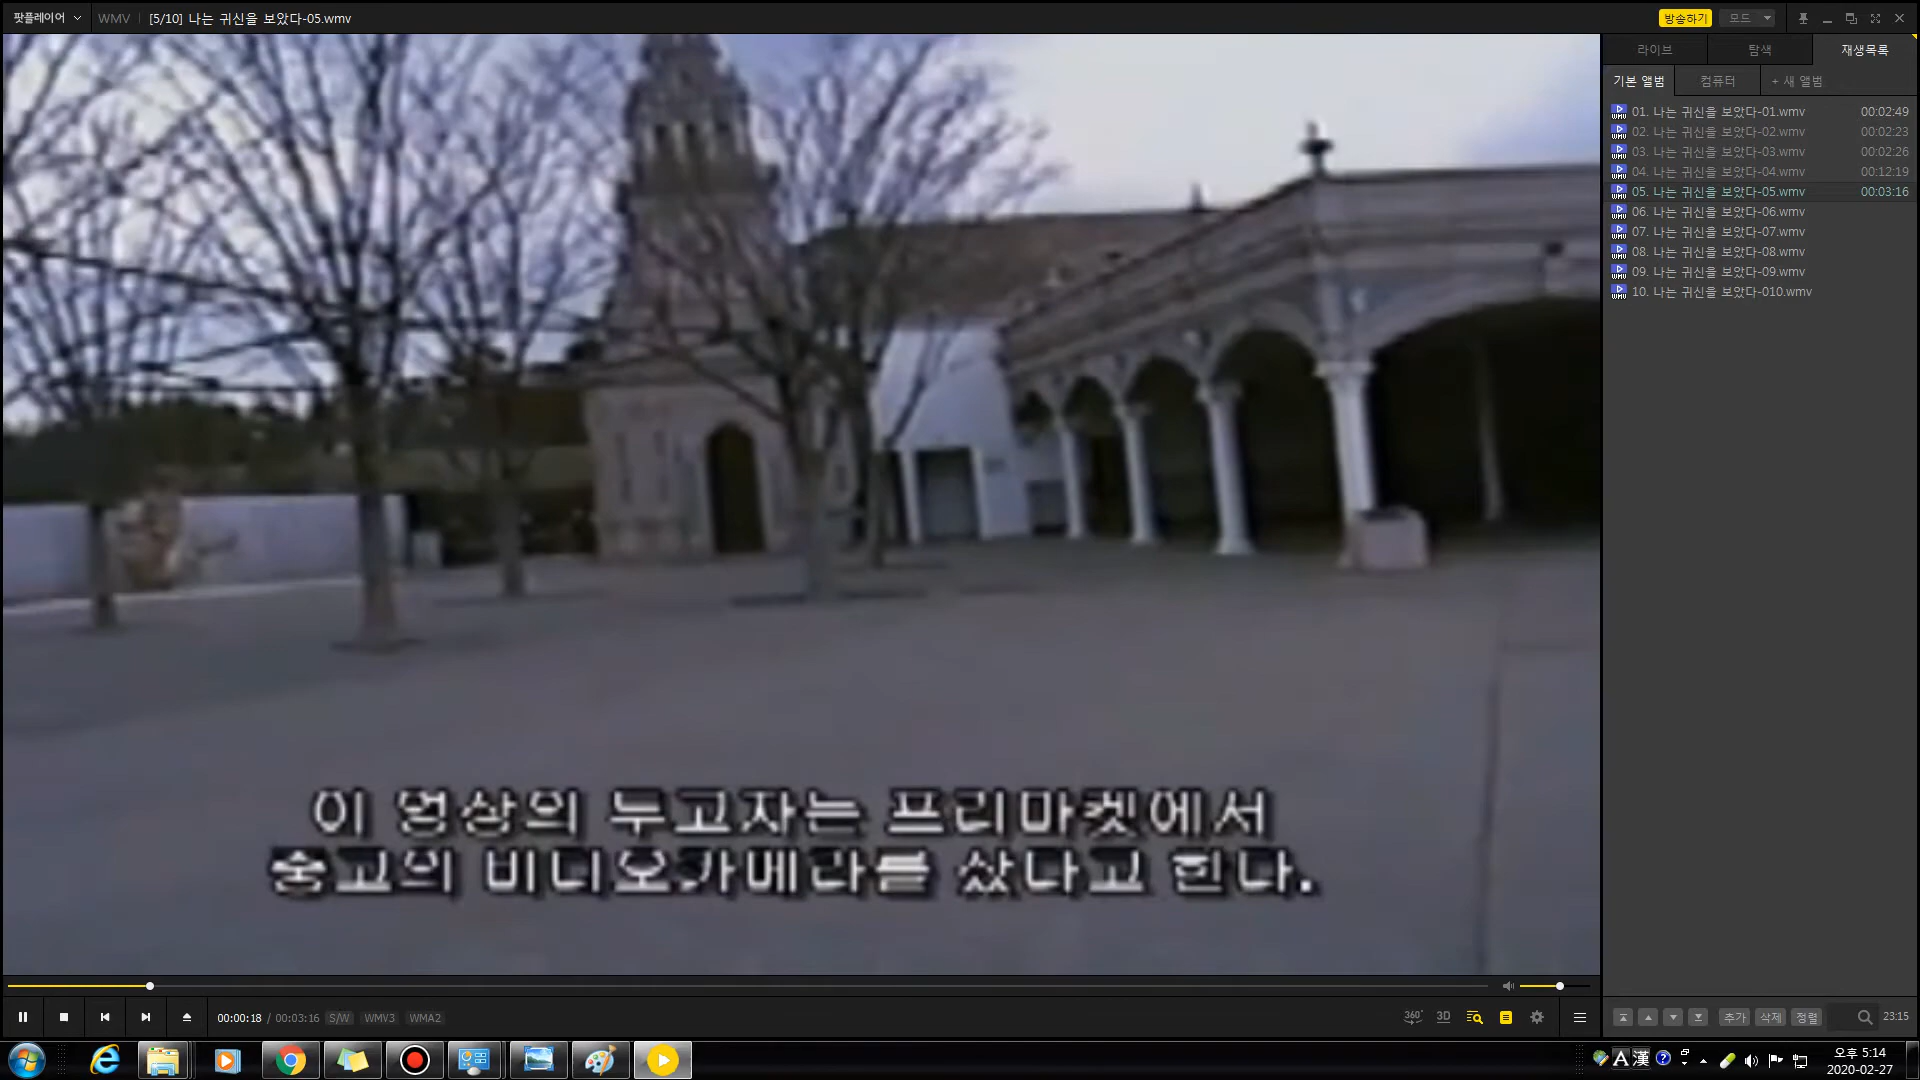 팟플레이어
WMV
[5/10] 나는 귀신을 보았다-05.wmv
방송하기
모드
라이브
탐색
재생목록
기본 앨범
컴퓨터
+ 새 앨범
01. 나는 귀신을 보았다-01.wmv 00:02:49
02. 나는 귀신을 보았다-02.wmv 00:02:23
03. 나는 귀신을 보았다-03.wmv 00:02:26
04. 나는 귀신을 보았다-04.wmv 00:12:19
05. 나는 귀신을 보았다-05.wmv 00:03:16
06. 나는 귀신을 보았다-06.wmv
07. 나는 귀신을 보았다-07.wmv
08. 나는 귀신을 보았다-08.wmv
09. 나는 귀신을 보았다-09.wmv
10. 나는 귀신을 보았다-010.wmv
이 영상의 투고자는 프리마켓에서
중고의 비디오카메라를 샀다고 한다.
00:00:18 / 00:03:16 S/W WMV3 WMA2
360° 3D
추가 삭제 정렬 23:15
A 漢
오후 5:14
2020-02-27